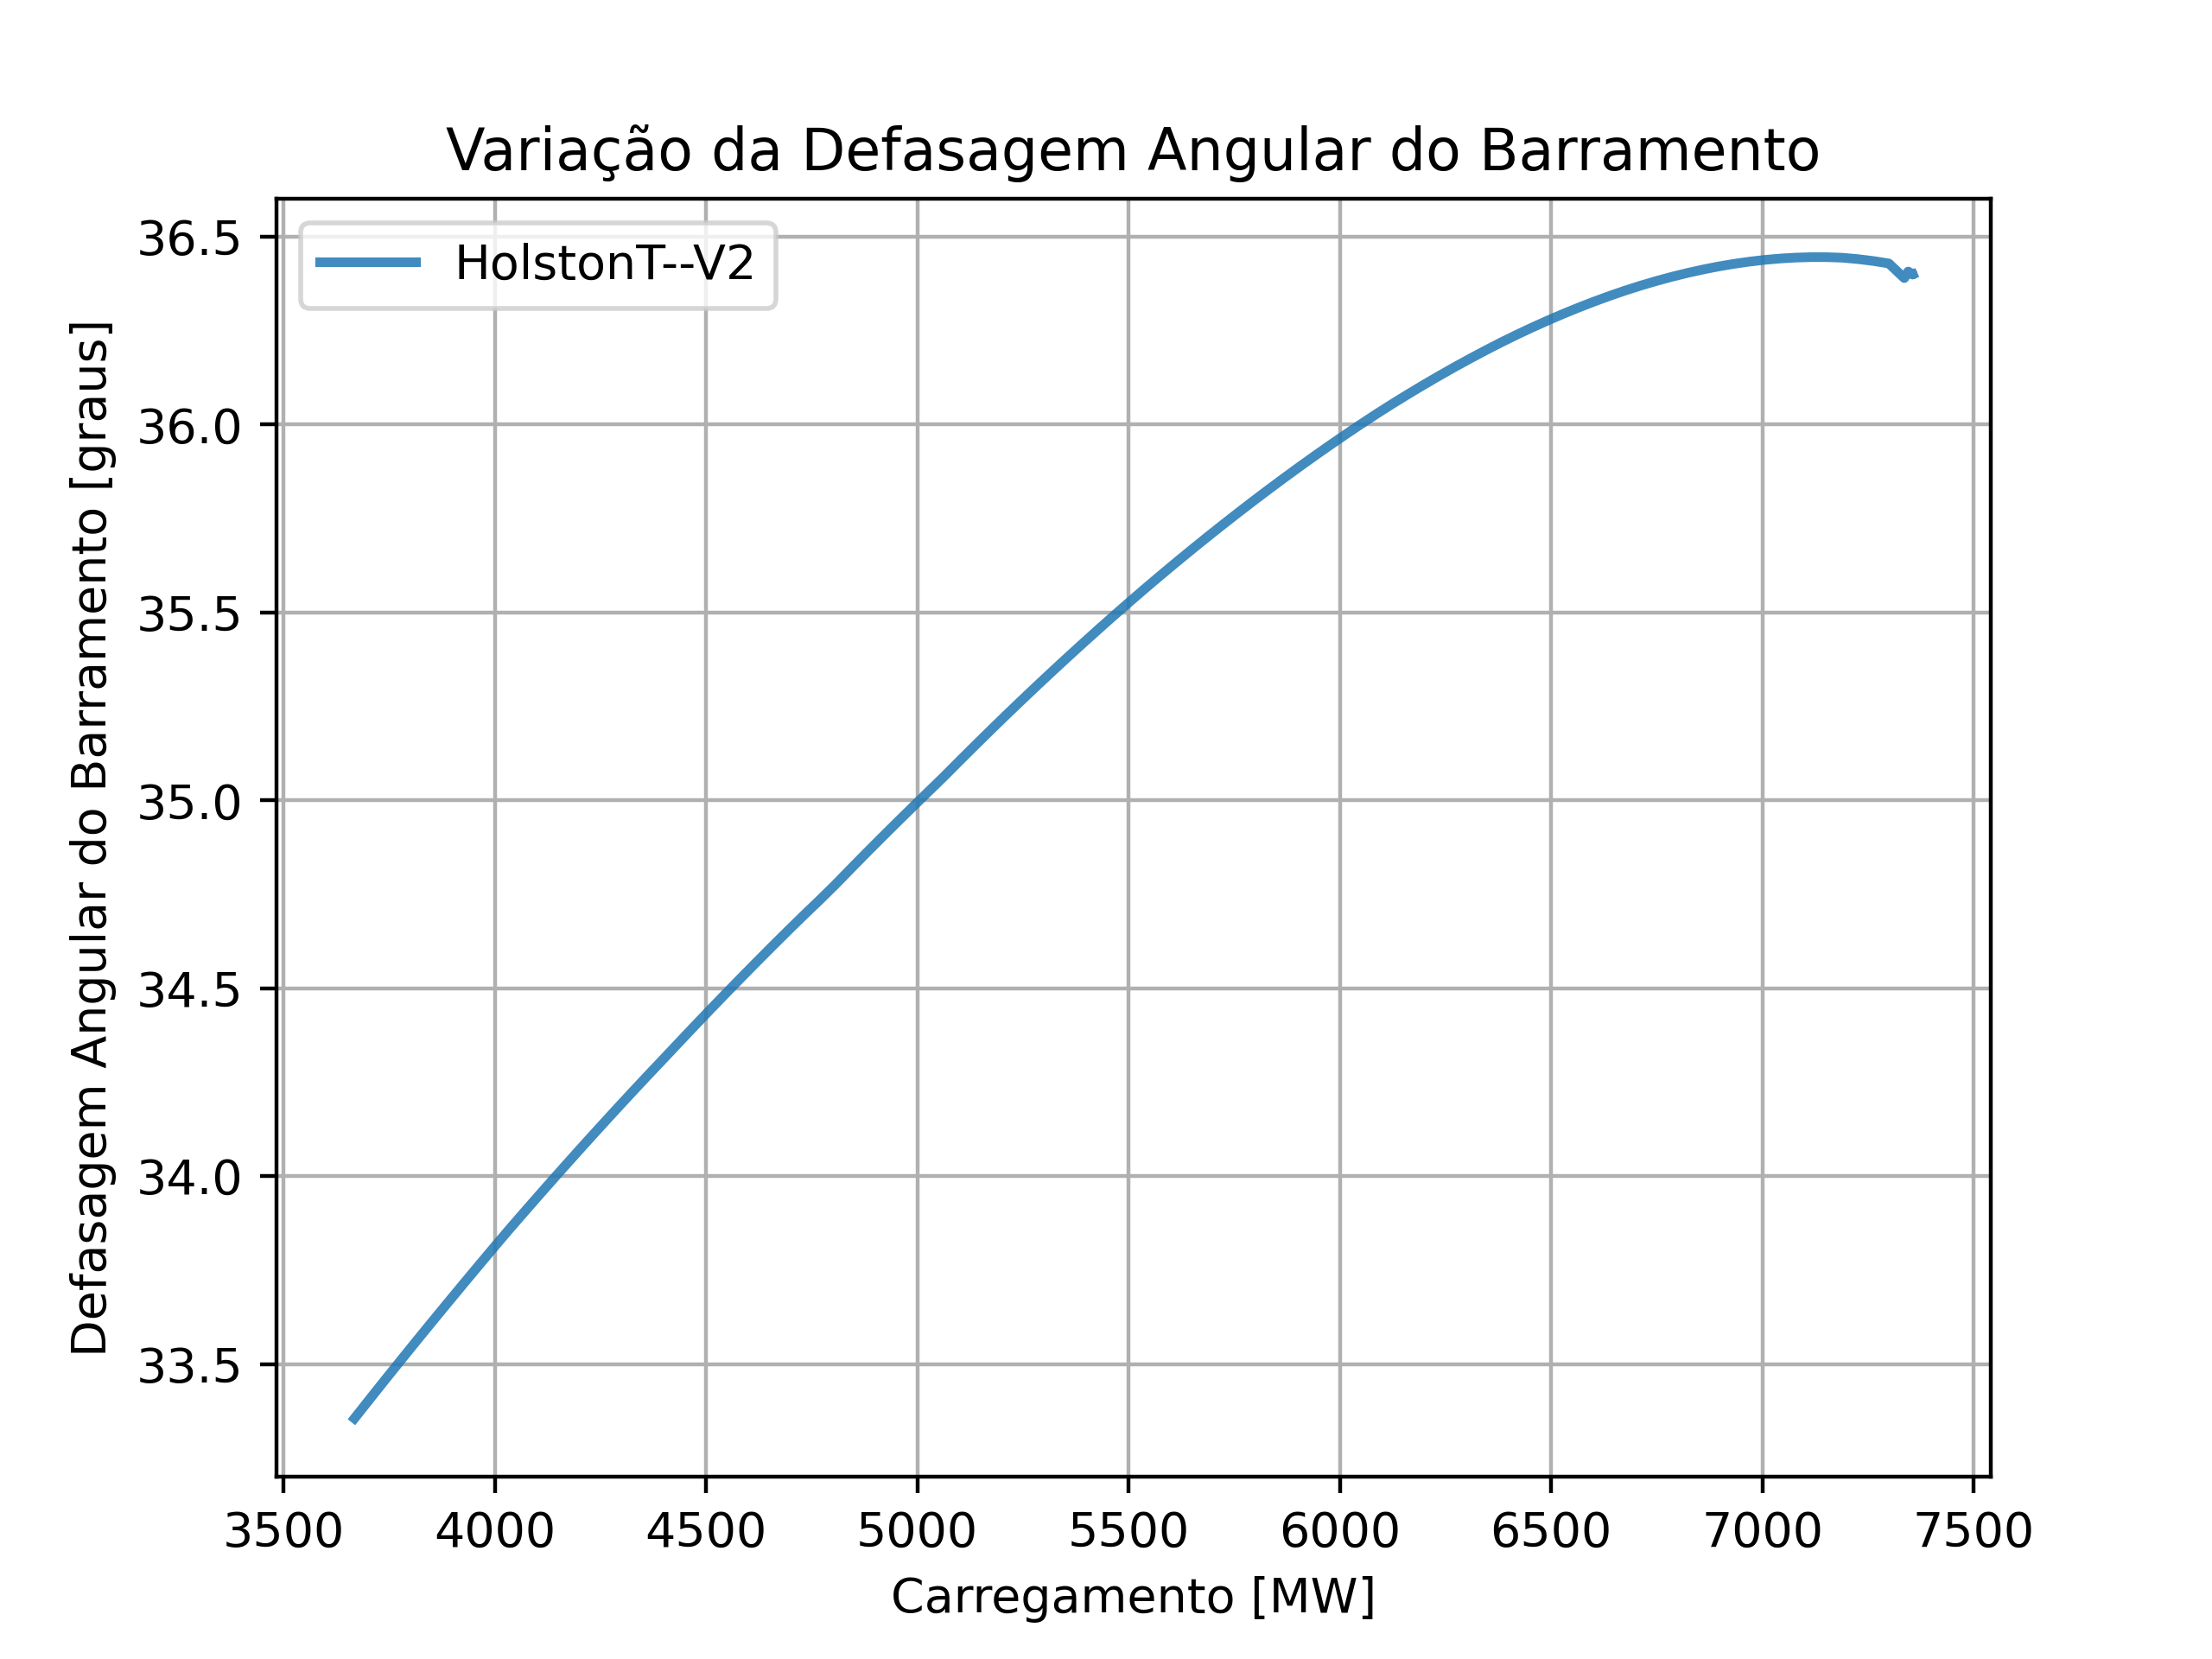 Variação da Defasagem Angular do Barramento
HolstonT--V2
Defasagem Angular do Barramento [graus]
36.5
36.0
35.5
35.0
34.5
34.0
33.5
3500 4000 4500 5000 5500 6000 6500 7000 7500
Carregamento [MW]